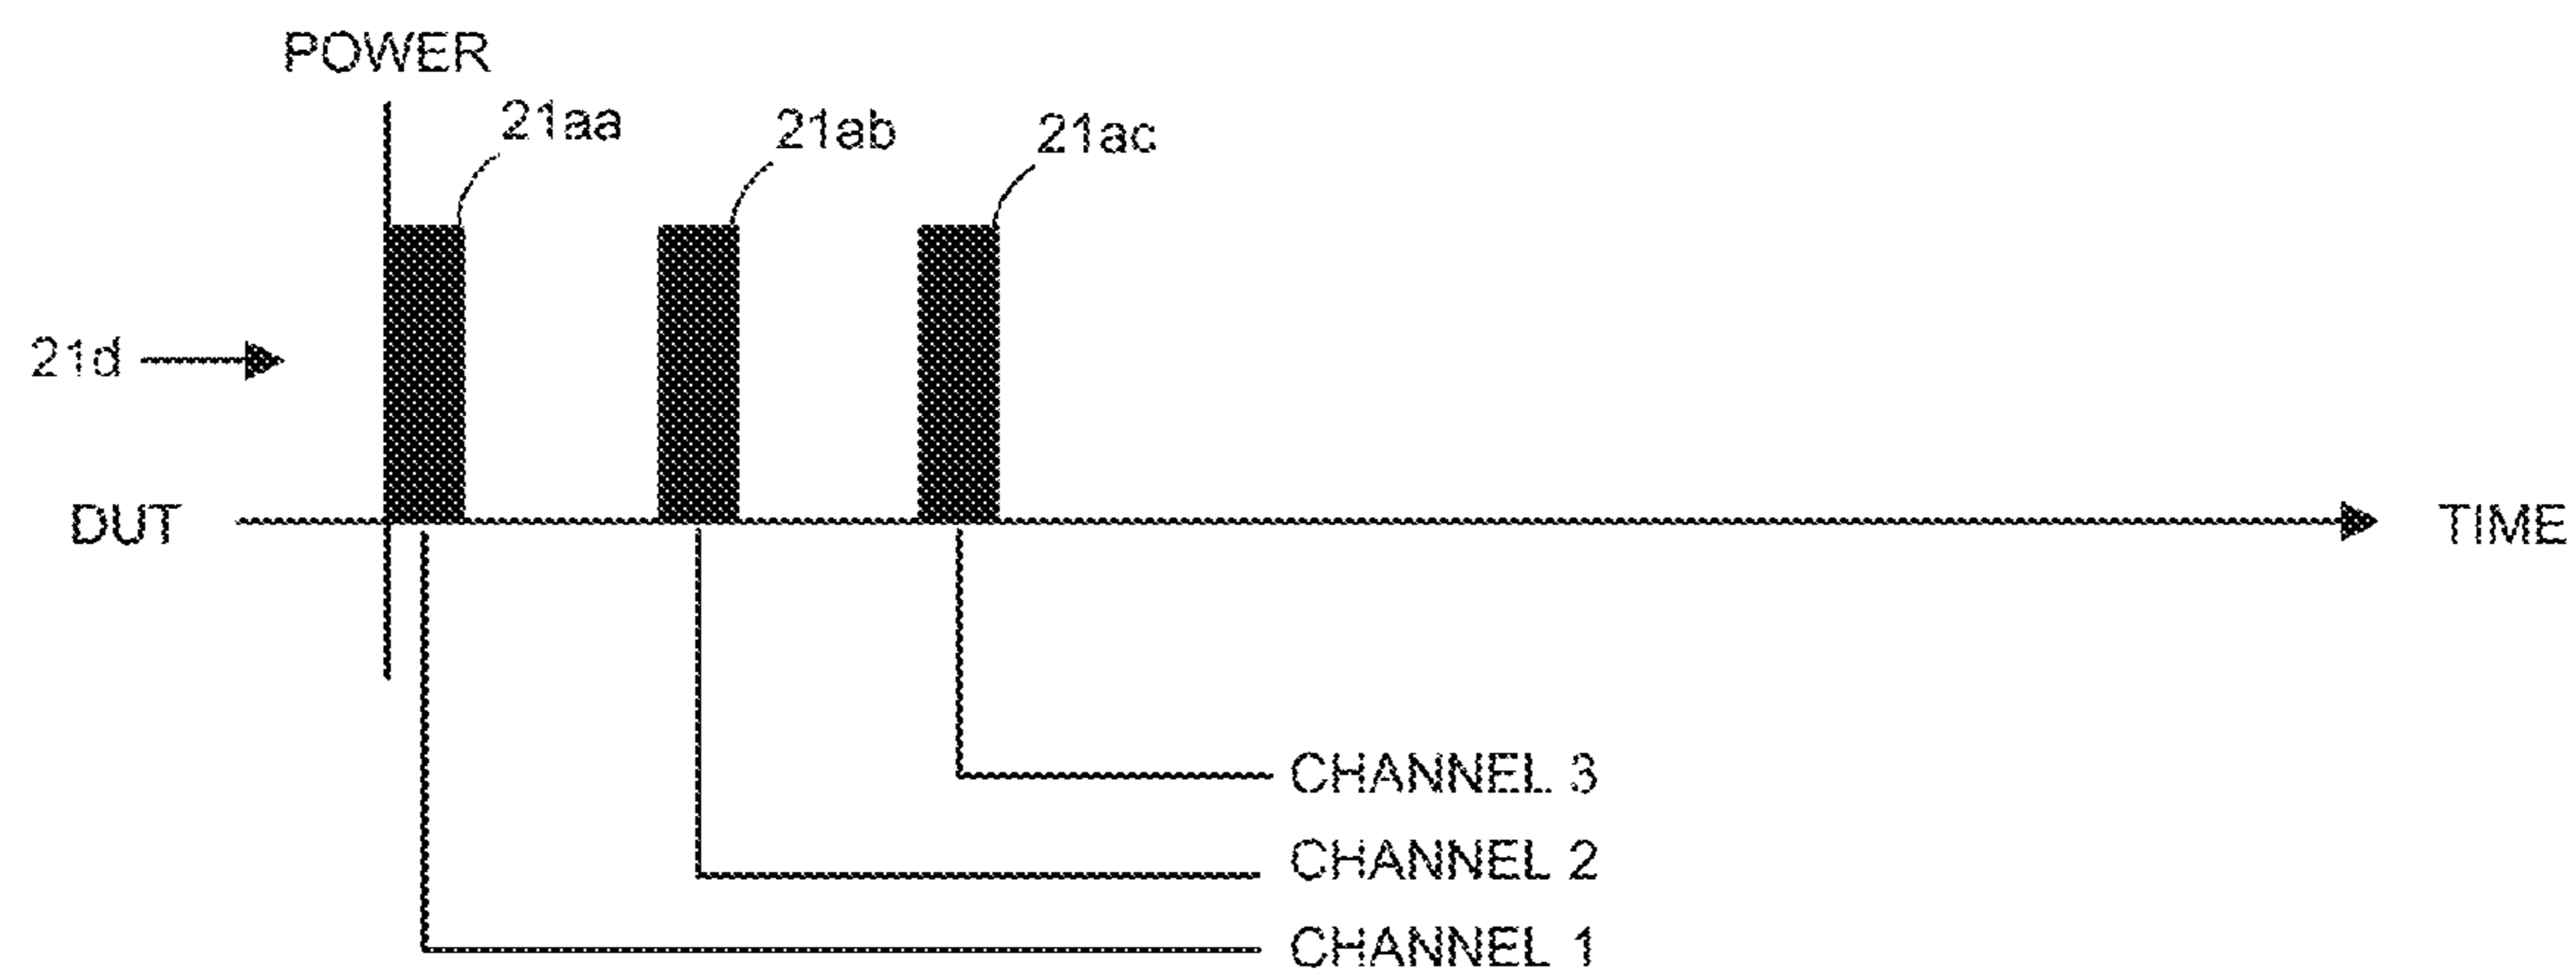 POWER
21aa
21ab
21ac
21d
DUT
TIME
CHANNEL 3
CHANNEL 2
CHANNEL 1